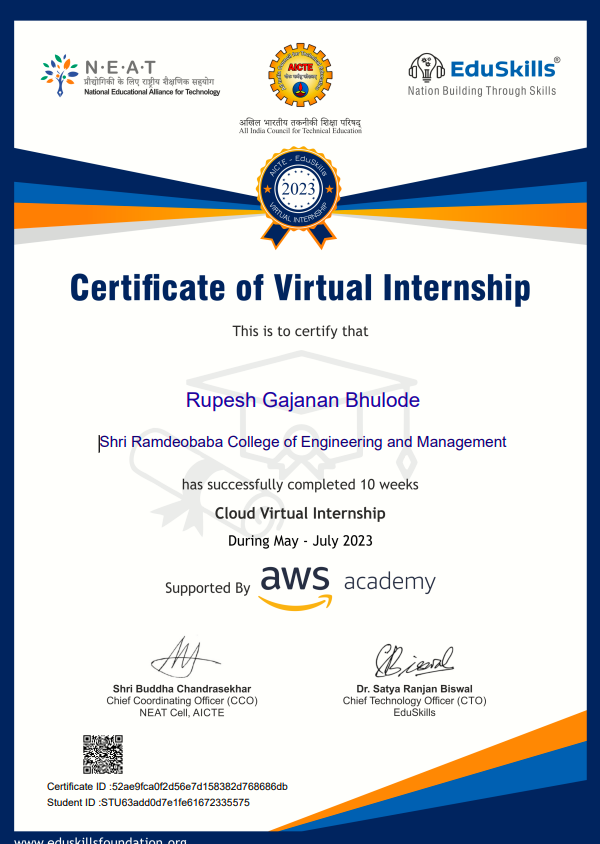 N·E·A·T
प्रौद्योगिकी के लिए राष्ट्रीय शैक्षणिक सहयोग
National Educational Alliance for Technology
AICTE
अखिल भारतीय तकनीकी शिक्षा परिषद्
All India Council for Technical Education
EduSkills®
Nation Building Through Skills
AICTE - EduSkills
2023
VIRTUAL INTERNSHIP
Certificate of Virtual Internship
This is to certify that
Rupesh Gajanan Bhulode
Shri Ramdeobaba College of Engineering and Management
has successfully completed 10 weeks
Cloud Virtual Internship
During May - July 2023
Supported By aws academy
Shri Buddha Chandrasekhar
Chief Coordinating Officer (CCO)
NEAT Cell, AICTE
Dr. Satya Ranjan Biswal
Chief Technology Officer (CTO)
EduSkills
Certificate ID :52ae9fca0f2d56e7d158382d768686db
Student ID :STU63add0d7e1fe61672335575
www.eduskillsfoundation.org